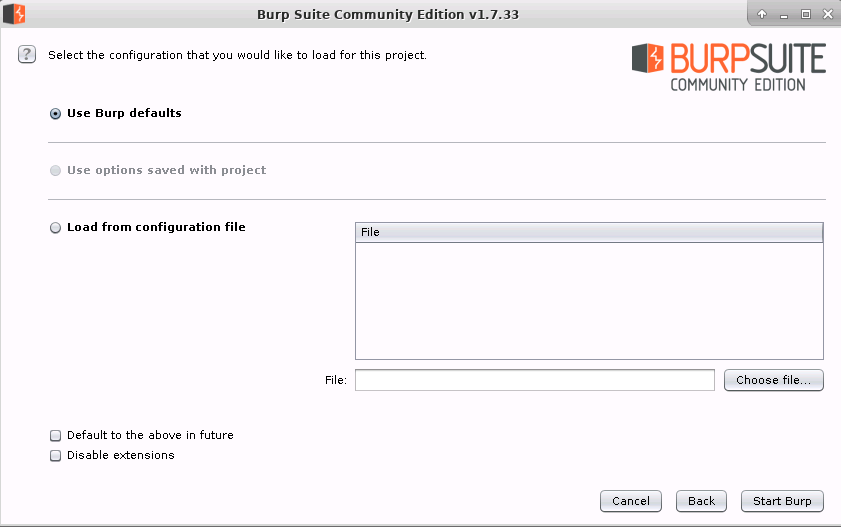 Burp Suite Community Edition v1.7.33
?
Select the configuration that you would like to load for this project.
BURPSUITE
COMMUNITY EDITION
Use Burp defaults
Use options saved with project
Load from configuration file
File
File:
Choose file...
Default to the above in future
Disable extensions
Cancel
Back
Start Burp